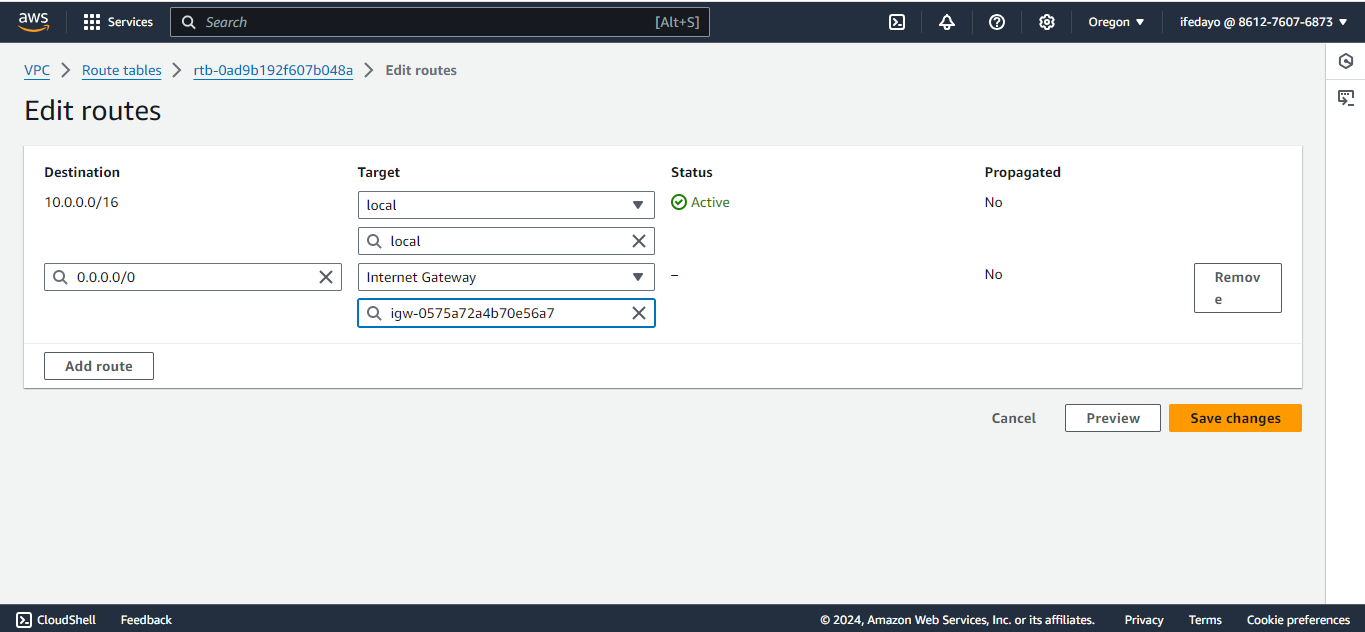 aws
Services
Search
[Alt+S]
Oregon
ifedayo @ 8612-7607-6873
VPC
Route tables
rtb-0ad9b192f607b048a
Edit routes
Edit routes
Destination
Target
Status
Propagated
10.0.0.0/16
local
Active
No
local
0.0.0.0/0
Internet Gateway
–
No
Remov
e
igw-0575a72a4b70e56a7
Add route
Cancel
Preview
Save changes
CloudShell
Feedback
© 2024, Amazon Web Services, Inc. or its affiliates.
Privacy
Terms
Cookie preferences